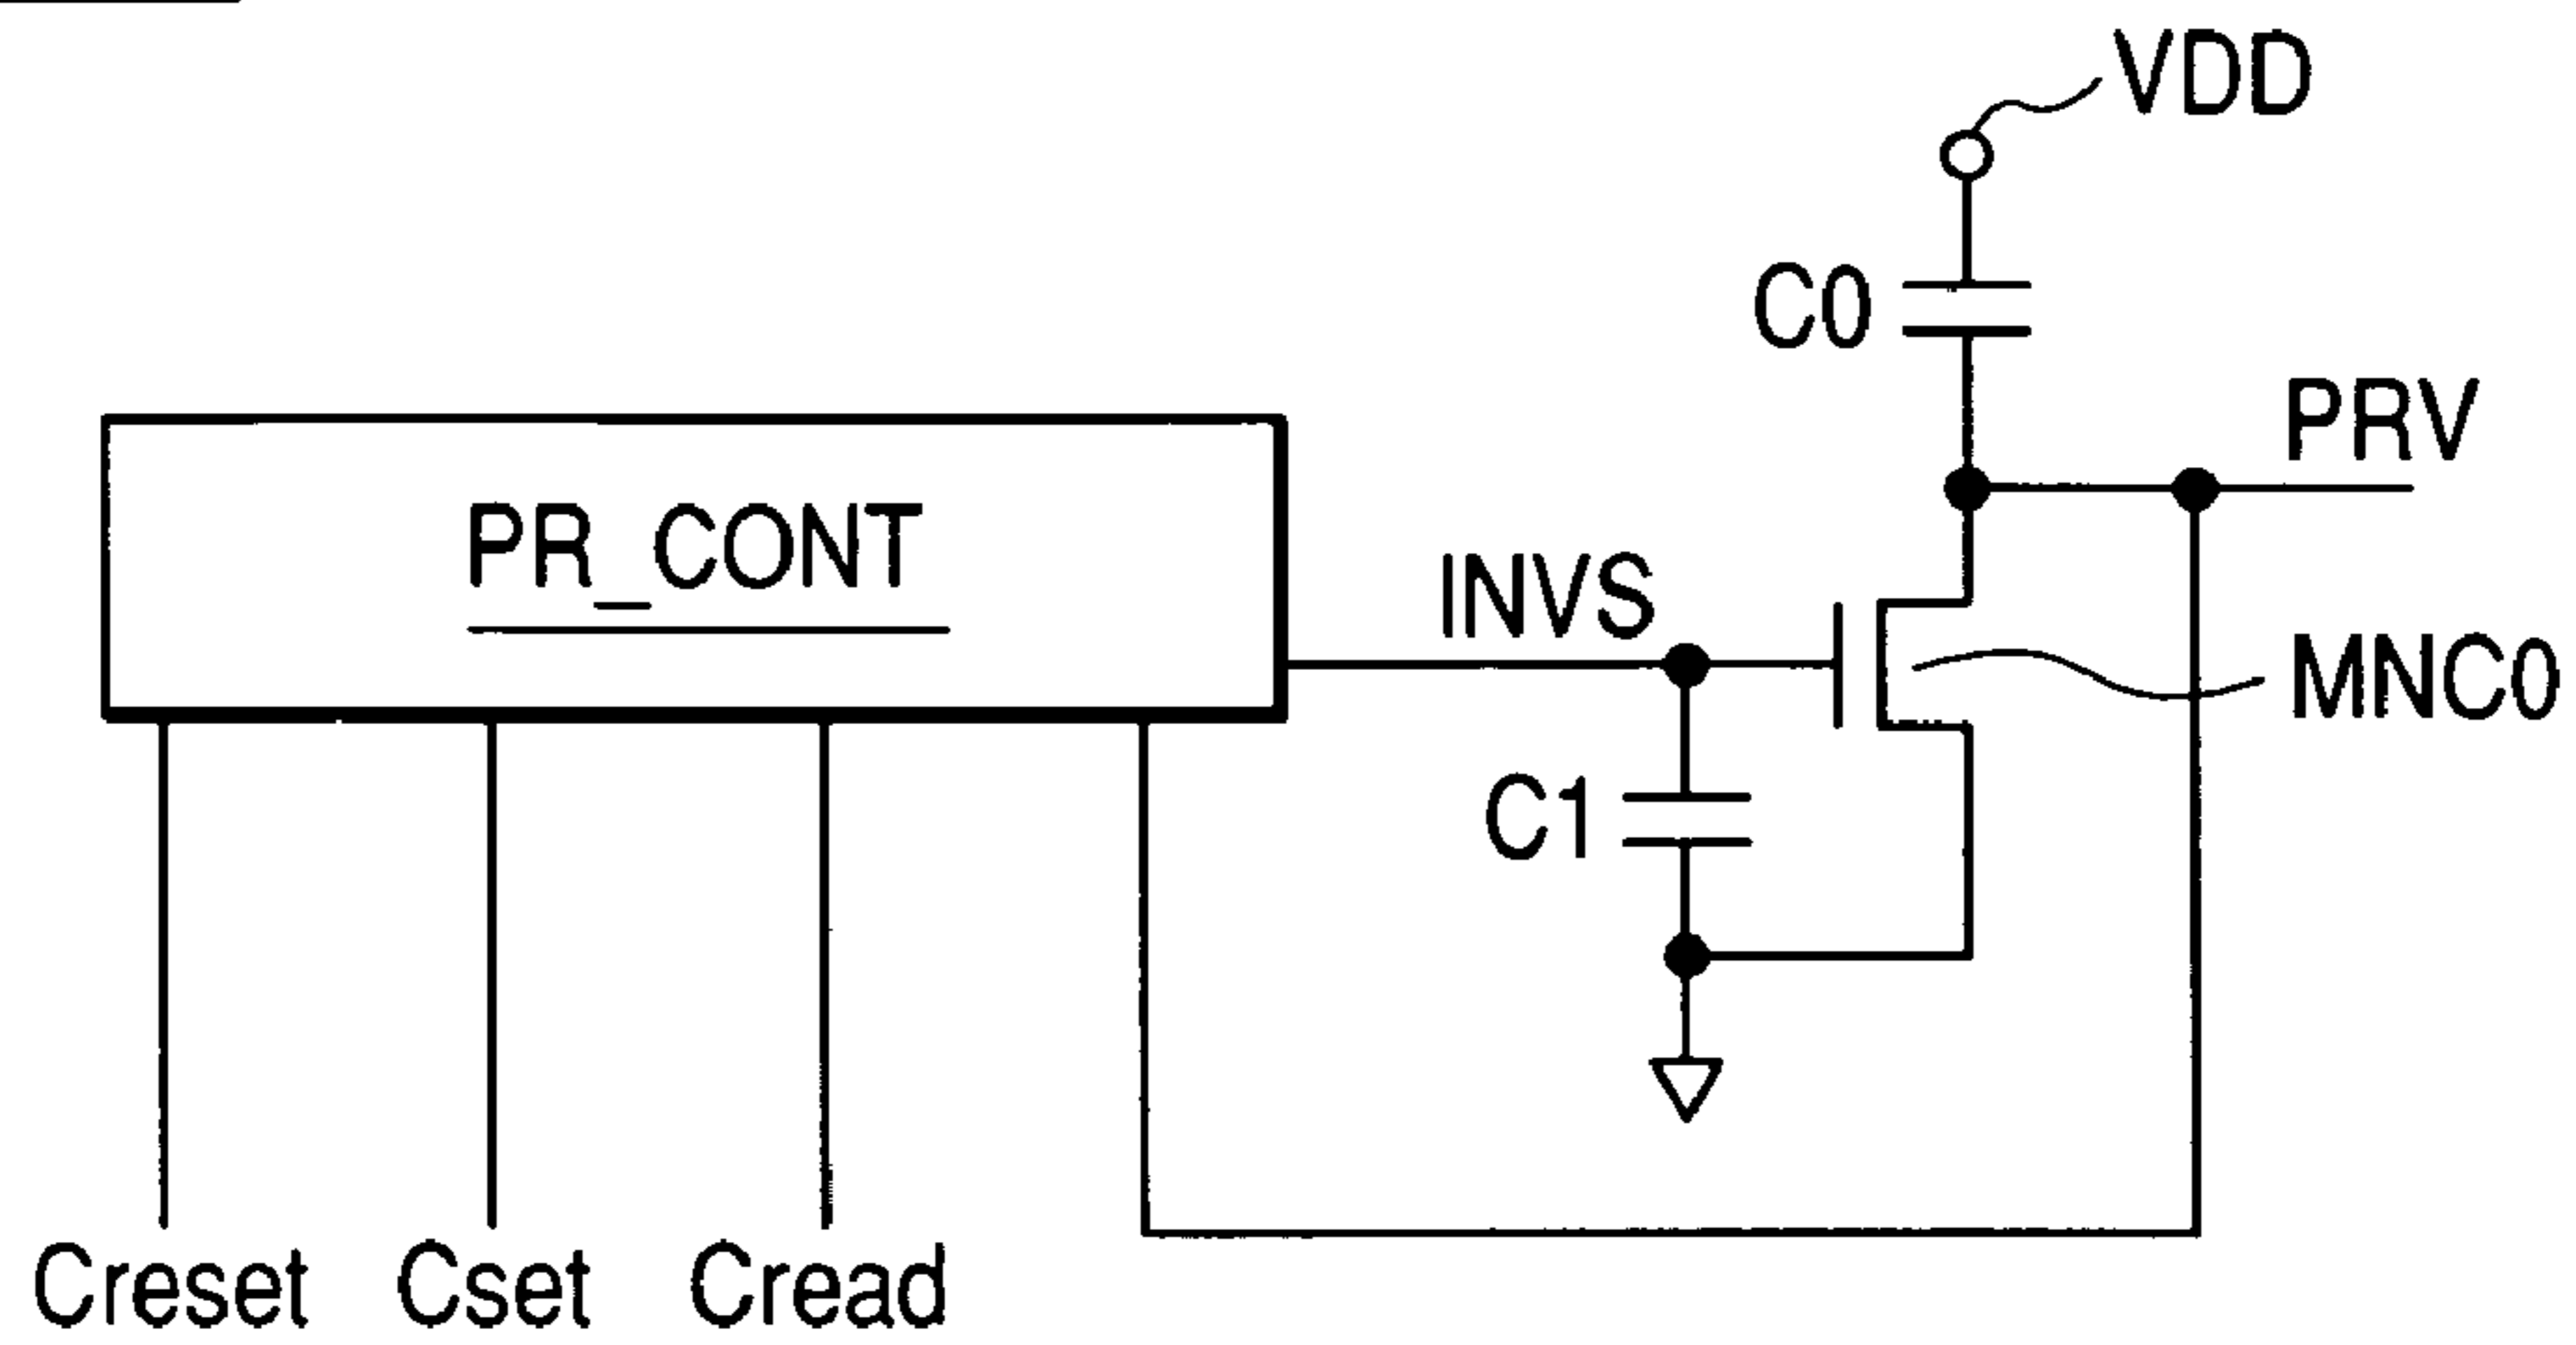 VDD
C0
PRV
PR_CONT
INVS
MNC0
C1
Creset Cset Cread